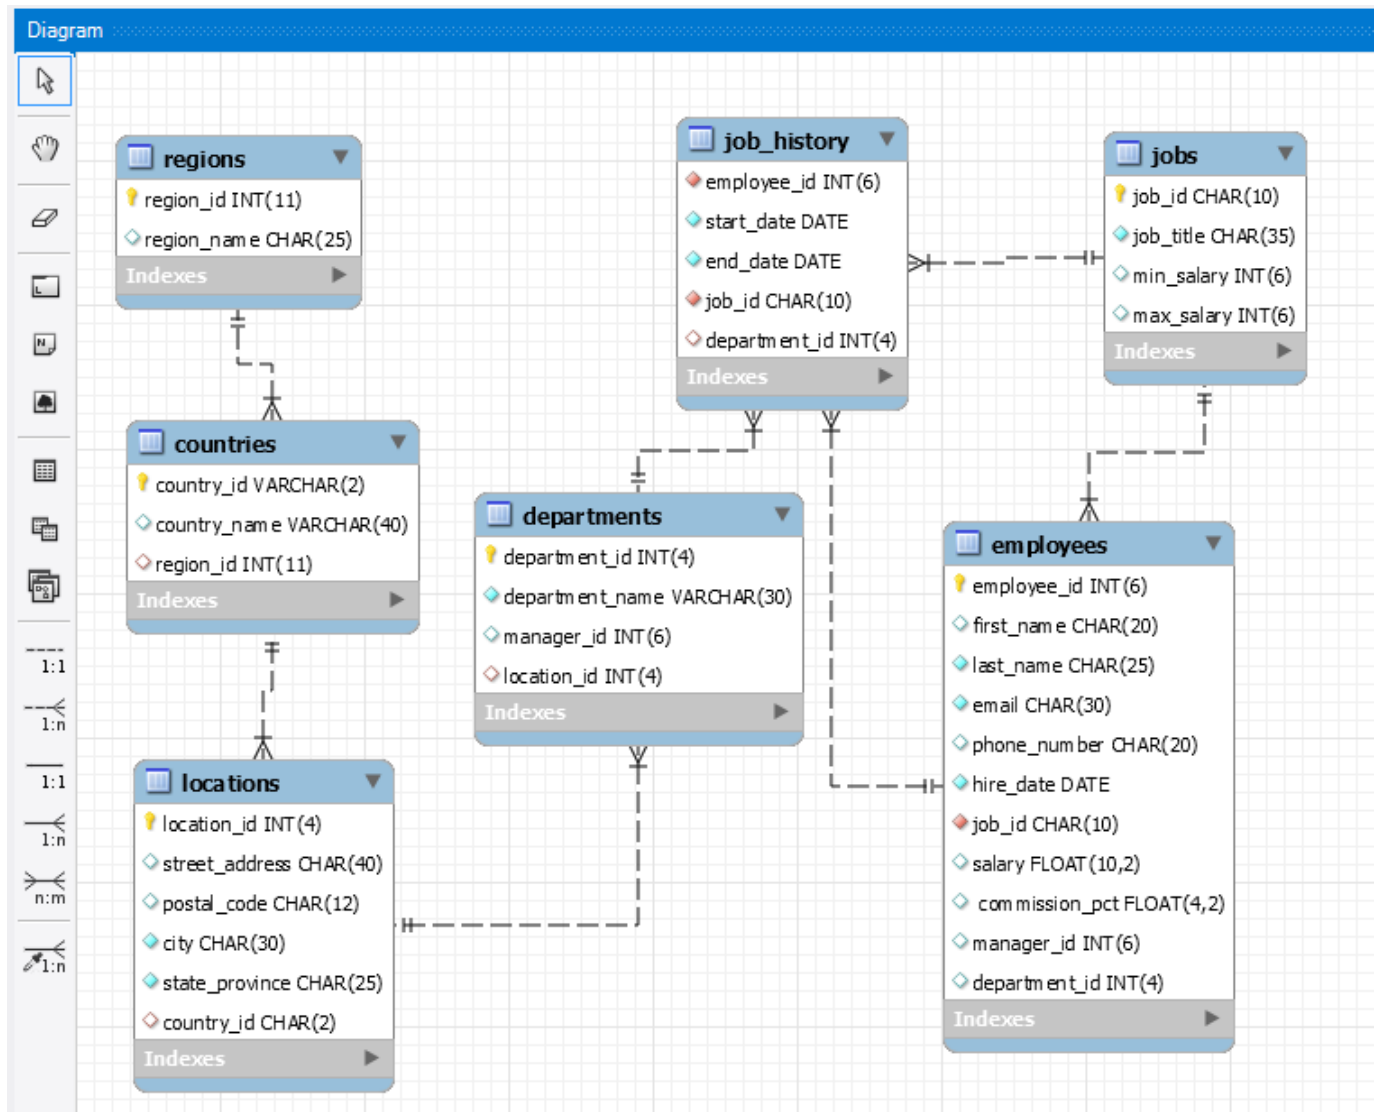 Diagram
regions
region_id INT(11)
region_name CHAR(25)
Indexes
countries
country_id VARCHAR(2)
country_name VARCHAR(40)
region_id INT(11)
Indexes
locations
location_id INT(4)
street_address CHAR(40)
postal_code CHAR(12)
city CHAR(30)
state_province CHAR(25)
country_id CHAR(2)
Indexes
departments
department_id INT(4)
department_name VARCHAR(30)
manager_id INT(6)
location_id INT(4)
Indexes
job_history
employee_id INT(6)
start_date DATE
end_date DATE
job_id CHAR(10)
department_id INT(4)
Indexes
jobs
job_id CHAR(10)
job_title CHAR(35)
min_salary INT(6)
max_salary INT(6)
Indexes
employees
employee_id INT(6)
first_name CHAR(20)
last_name CHAR(25)
email CHAR(30)
phone_number CHAR(20)
hire_date DATE
job_id CHAR(10)
salary FLOAT(10,2)
commission_pct FLOAT(4,2)
manager_id INT(6)
department_id INT(4)
Indexes
N
1:1
1:n
1:1
1:n
n:m
1:n